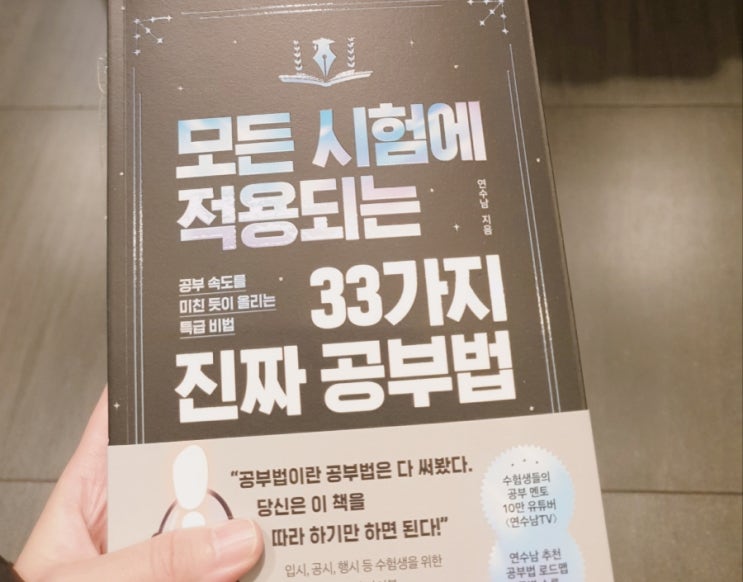 모든 시험에
적용되는
연수남 지음
공부 속도를
미친 듯이 올리는
특급 비법
33가지
진짜 공부법
“공부법이란 공부법은 다 써봤다.
당신은 이 책을
따라 하기만 하면 된다!”
입시, 공시, 행시 등 수험생을 위한
수험생들의
공부 멘토
10만 유튜버
〈연수남TV〉
연수남 추천
공부법 로드맵